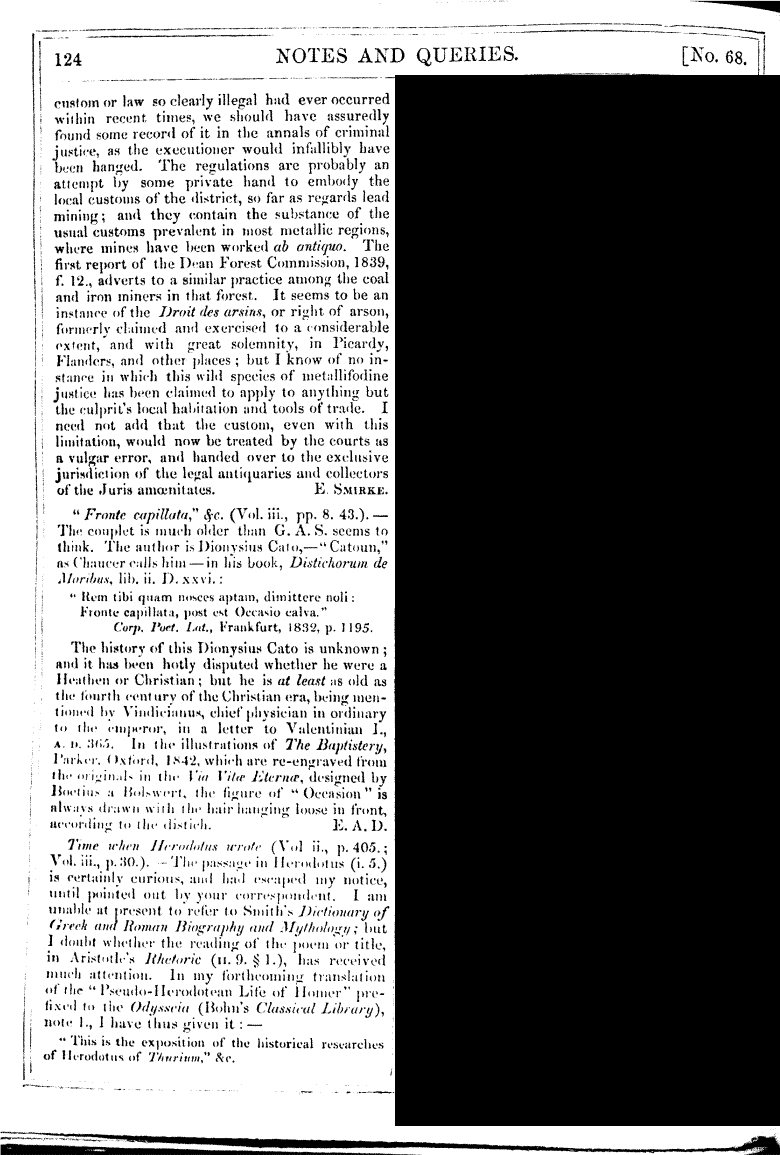 124 NOTES AND QUERIES. [No. 68.
custom or law so clearly illegal had ever occurred
within recent times, we should have assuredly
found some record of it in the annals of criminal
justice, as the executioner would infallibly have
been hanged. The regulations are probably an
attempt by some private hand to embody the
local customs of the district, so far as regards lead
mining; and they contain the substance of the
usual customs prevalent in most metallic regions,
where mines have been worked ab antiquo. The
first report of the Dean Forest Commission, 1839,
f. 12., adverts to a similar practice among the coal
and iron miners in that forest. It seems to be an
instance of the Droit des arsins, or right of arson,
formerly claimed and exercised to a considerable
extent, and with great solemnity, in Picardy,
Flanders, and other places; but I know of no in-
stance in which this wild species of metallifodine
justice has been claimed to apply to anything but
the culprit's local habitation and tools of trade. I
need not add that the custom, even with this
limitation, would now be treated by the courts as
a vulgar error, and handed over to the exclusive
jurisdiction of the legal antiquaries and collectors
of the Juris amœnitates. E. SMIRKE.
"Fronte capillata," &c. (Vol. iii., pp. 8. 43.). —
The couplet is much older than G. A. S. seems to
think. The author is Dionysius Cato,—"Catoun,"
as Chaucer calls him—in his book, Distichorum de
Moribus, lib. ii. D. xxvi.:
"Rem tibi quam nosces aptam, dimittere noli:
Fronte capillata, post est Occasio calva."
Corp. Poet. Lat., Frankfurt, 1832, p. 1195.
The history of this Dionysius Cato is unknown;
and it has been hotly disputed whether he were a
Heathen or Christian; but he is at least as old as
the fourth century of the Christian era, being men-
tioned by Vindicianus, chief physician in ordinary
to the emperor, in a letter to Valentinian I.,
A. D. 365. In the illustrations of The Baptistery,
Parker, Oxford, 1842, which are re-engraved from
the originals in the Via Vitæ Eternæ, designed by
Boetius a Bolswert, the figure of "Occasion" is
always drawn with the hair hanging loose in front,
according to the distich. E. A. D.
Time when Herodotus wrote (Vol ii., p. 405.;
Vol. iii., p. 30.). —The passage in Herodotus (i. 5.)
is certainly curious, and had escaped my notice,
until pointed out by your correspondent. I am
unable at present to refer to Smith's Dictionary of
Greek and Roman Biography and Mythology; but
I doubt whether the reading of the poem or title,
in Aristotle's Rhetoric (II. 9. § 1.), has received
much attention. In my forthcoming translation
of the "Pseudo-Herodotean Life of Homer" pre-
fixed to the Odysseia (Bohn's Classical Library),
note 1., I have thus given it: —
"This is the exposition of the historical researches
of Herodotus of Thurium," &c.